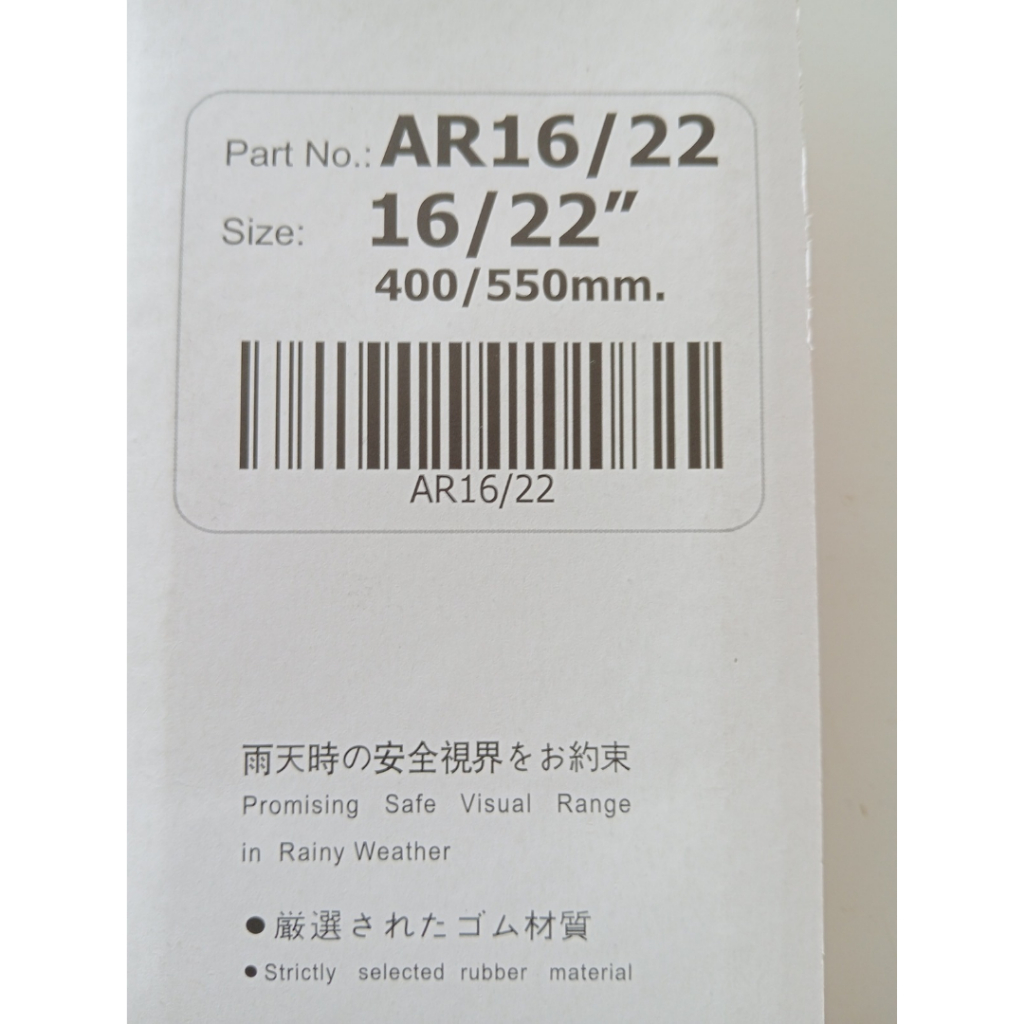 Part No.: AR16/22
Size: 16/22″
400/550mm.
AR16/22
雨天時の安全視界をお約束
Promising Safe Visual Range
in Rainy Weather
●厳選されたゴム材質
●Strictly selected rubber material